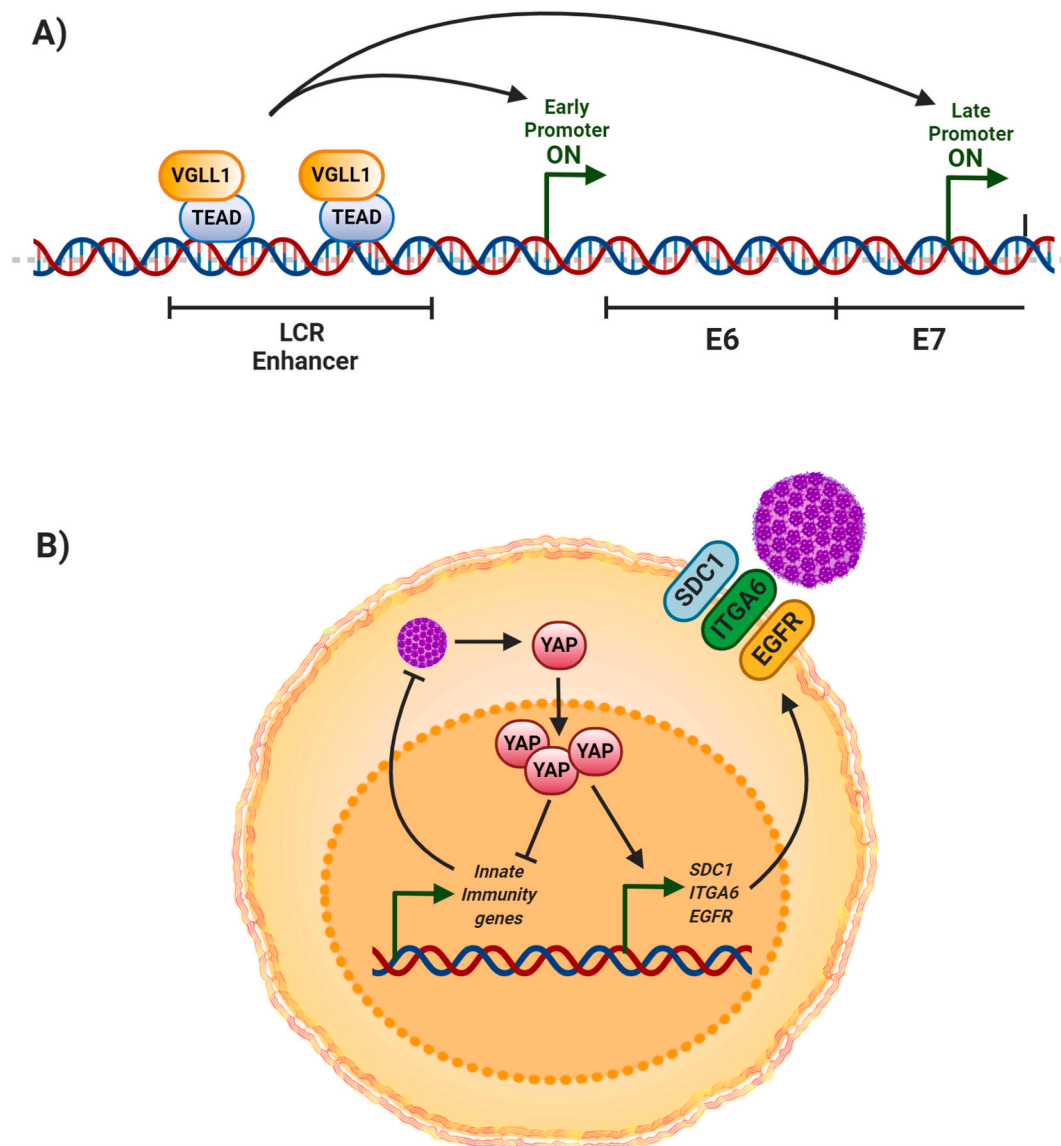 A)
Early
Promoter
ON
Late
Promoter
ON
VGLL1
VGLL1
TEAD
TEAD
LCR
Enhancer
E6
E7
B)
SDC1
ITGA6
EGFR
YAP
YAP
YAP
YAP
Innate
Immunity
genes
SDC1
ITGA6
EGFR